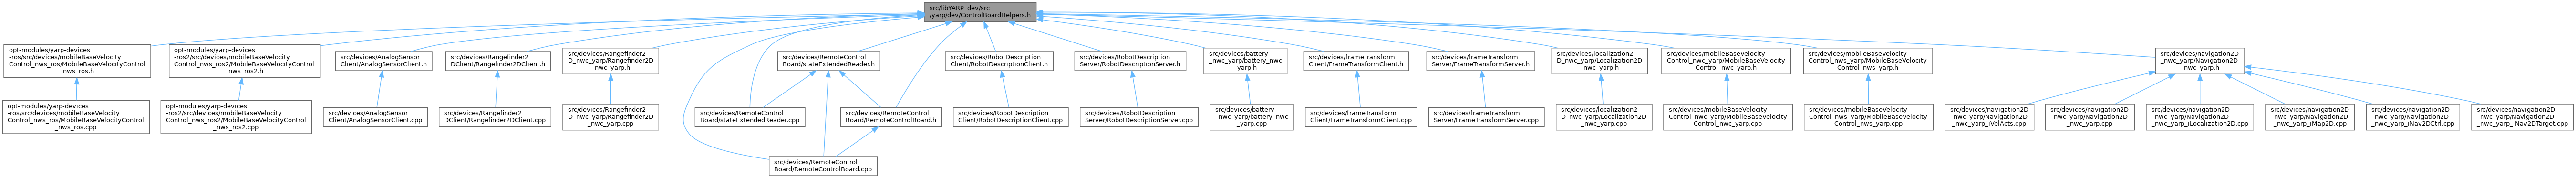 src/libYARP_dev/src
/yarp/dev/ControlBoardHelpers.h
opt-modules/yarp-devices
-ros/src/devices/mobileBaseVelocity
Control_nws_ros/MobileBaseVelocityControl
_nws_ros.h
opt-modules/yarp-devices
-ros2/src/devices/mobileBaseVelocity
Control_nws_ros2/MobileBaseVelocityControl
_nws_ros2.h
src/devices/AnalogSensor
Client/AnalogSensorClient.h
src/devices/Rangefinder2
DClient/Rangefinder2DClient.h
src/devices/Rangefinder2
D_nwc_yarp/Rangefinder2D
_nwc_yarp.h
src/devices/RemoteControl
Board/stateExtendedReader.h
src/devices/RobotDescription
Client/RobotDescriptionClient.h
src/devices/RobotDescription
Server/RobotDescriptionServer.h
src/devices/battery
_nwc_yarp/battery_nwc
_yarp.h
src/devices/frameTransform
Client/FrameTransformClient.h
src/devices/frameTransform
Server/FrameTransformServer.h
src/devices/localization2
D_nwc_yarp/Localization2D
_nwc_yarp.h
src/devices/mobileBaseVelocity
Control_nwc_yarp/MobileBaseVelocity
Control_nwc_yarp.h
src/devices/mobileBaseVelocity
Control_nws_yarp/MobileBaseVelocity
Control_nws_yarp.h
src/devices/navigation2D
_nwc_yarp/Navigation2D
_nwc_yarp.h
opt-modules/yarp-devices
-ros/src/devices/mobileBaseVelocity
Control_nws_ros/MobileBaseVelocityControl
_nws_ros.cpp
opt-modules/yarp-devices
-ros2/src/devices/mobileBaseVelocity
Control_nws_ros2/MobileBaseVelocityControl
_nws_ros2.cpp
src/devices/AnalogSensor
Client/AnalogSensorClient.cpp
src/devices/Rangefinder2
DClient/Rangefinder2DClient.cpp
src/devices/Rangefinder2
D_nwc_yarp/Rangefinder2D
_nwc_yarp.cpp
src/devices/RemoteControl
Board/stateExtendedReader.cpp
src/devices/RemoteControl
Board/RemoteControlBoard.h
src/devices/RobotDescription
Client/RobotDescriptionClient.cpp
src/devices/RobotDescription
Server/RobotDescriptionServer.cpp
src/devices/battery
_nwc_yarp/battery_nwc
_yarp.cpp
src/devices/frameTransform
Client/FrameTransformClient.cpp
src/devices/frameTransform
Server/FrameTransformServer.cpp
src/devices/localization2
D_nwc_yarp/Localization2D
_nwc_yarp.cpp
src/devices/mobileBaseVelocity
Control_nwc_yarp/MobileBaseVelocity
Control_nwc_yarp.cpp
src/devices/mobileBaseVelocity
Control_nws_yarp/MobileBaseVelocity
Control_nws_yarp.cpp
src/devices/navigation2D
_nwc_yarp/Navigation2D
_nwc_yarp_iVelActs.cpp
src/devices/navigation2D
_nwc_yarp/Navigation2D
_nwc_yarp.cpp
src/devices/navigation2D
_nwc_yarp/Navigation2D
_nwc_yarp_iLocalization2D.cpp
src/devices/navigation2D
_nwc_yarp/Navigation2D
_nwc_yarp_iMap2D.cpp
src/devices/navigation2D
_nwc_yarp/Navigation2D
_nwc_yarp_iNav2DCtrl.cpp
src/devices/navigation2D
_nwc_yarp/Navigation2D
_nwc_yarp_iNav2DTarget.cpp
src/devices/RemoteControl
Board/RemoteControlBoard.cpp